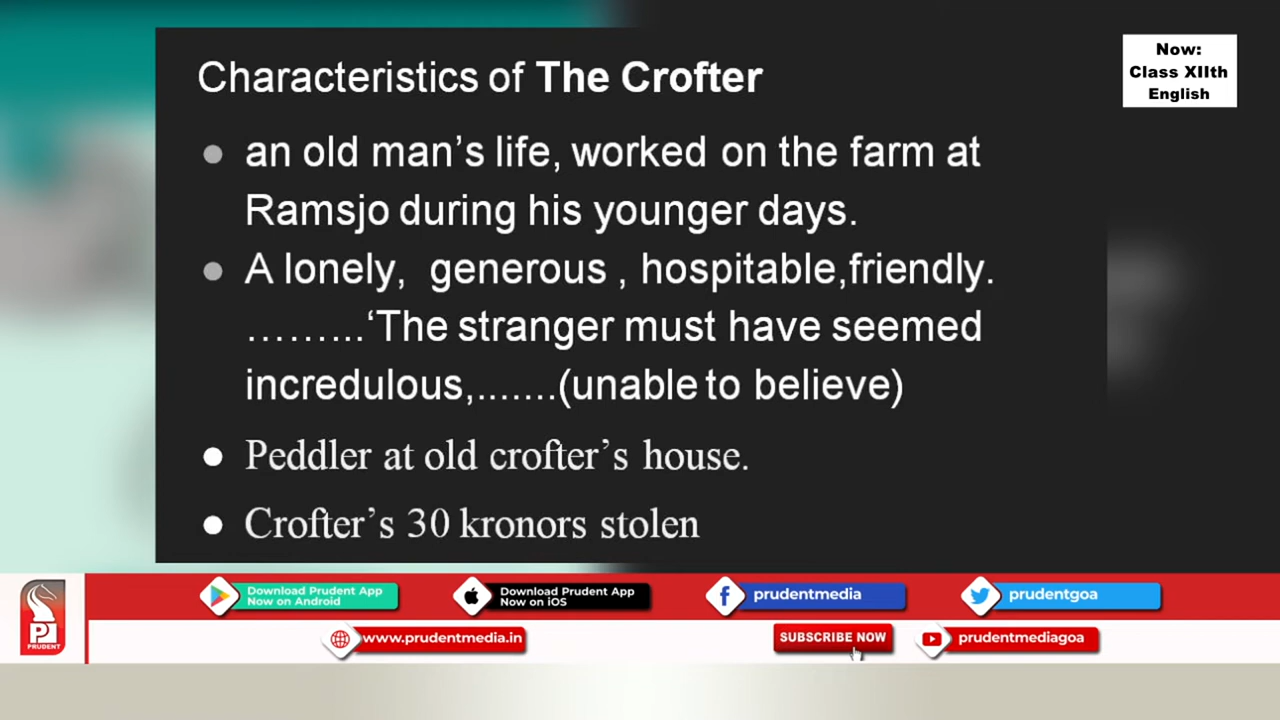 Now:
Class XIIth
English
Characteristics of The Crofter
an old man's life, worked on the farm at
Ramsjo during his younger days.
A lonely, generous , hospitable,friendly.
……...‘The stranger must have seemed
incredulous,.......(unable to believe)
Peddler at old crofter’s house.
Crofter’s 30 kronors stolen
Download Prudent App
Now on Android
Download Prudent App
Now on iOS
prudentmedia
prudentgoa
PRUDENT
www.prudentmedia.in
SUBSCRIBE NOW
prudentmediagoa